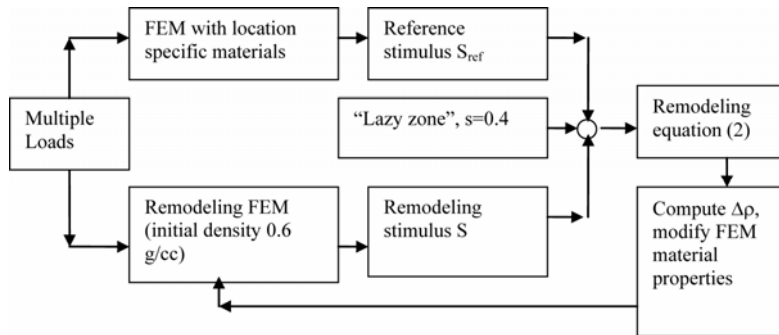 FEM with location
specific materials
Reference
stimulus Sref
Multiple
Loads
“Lazy zone”, s=0.4
Remodeling
equation (2)
Remodeling FEM
(initial density 0.6
g/cc)
Remodeling
stimulus S
Compute Δρ,
modify FEM
material
properties